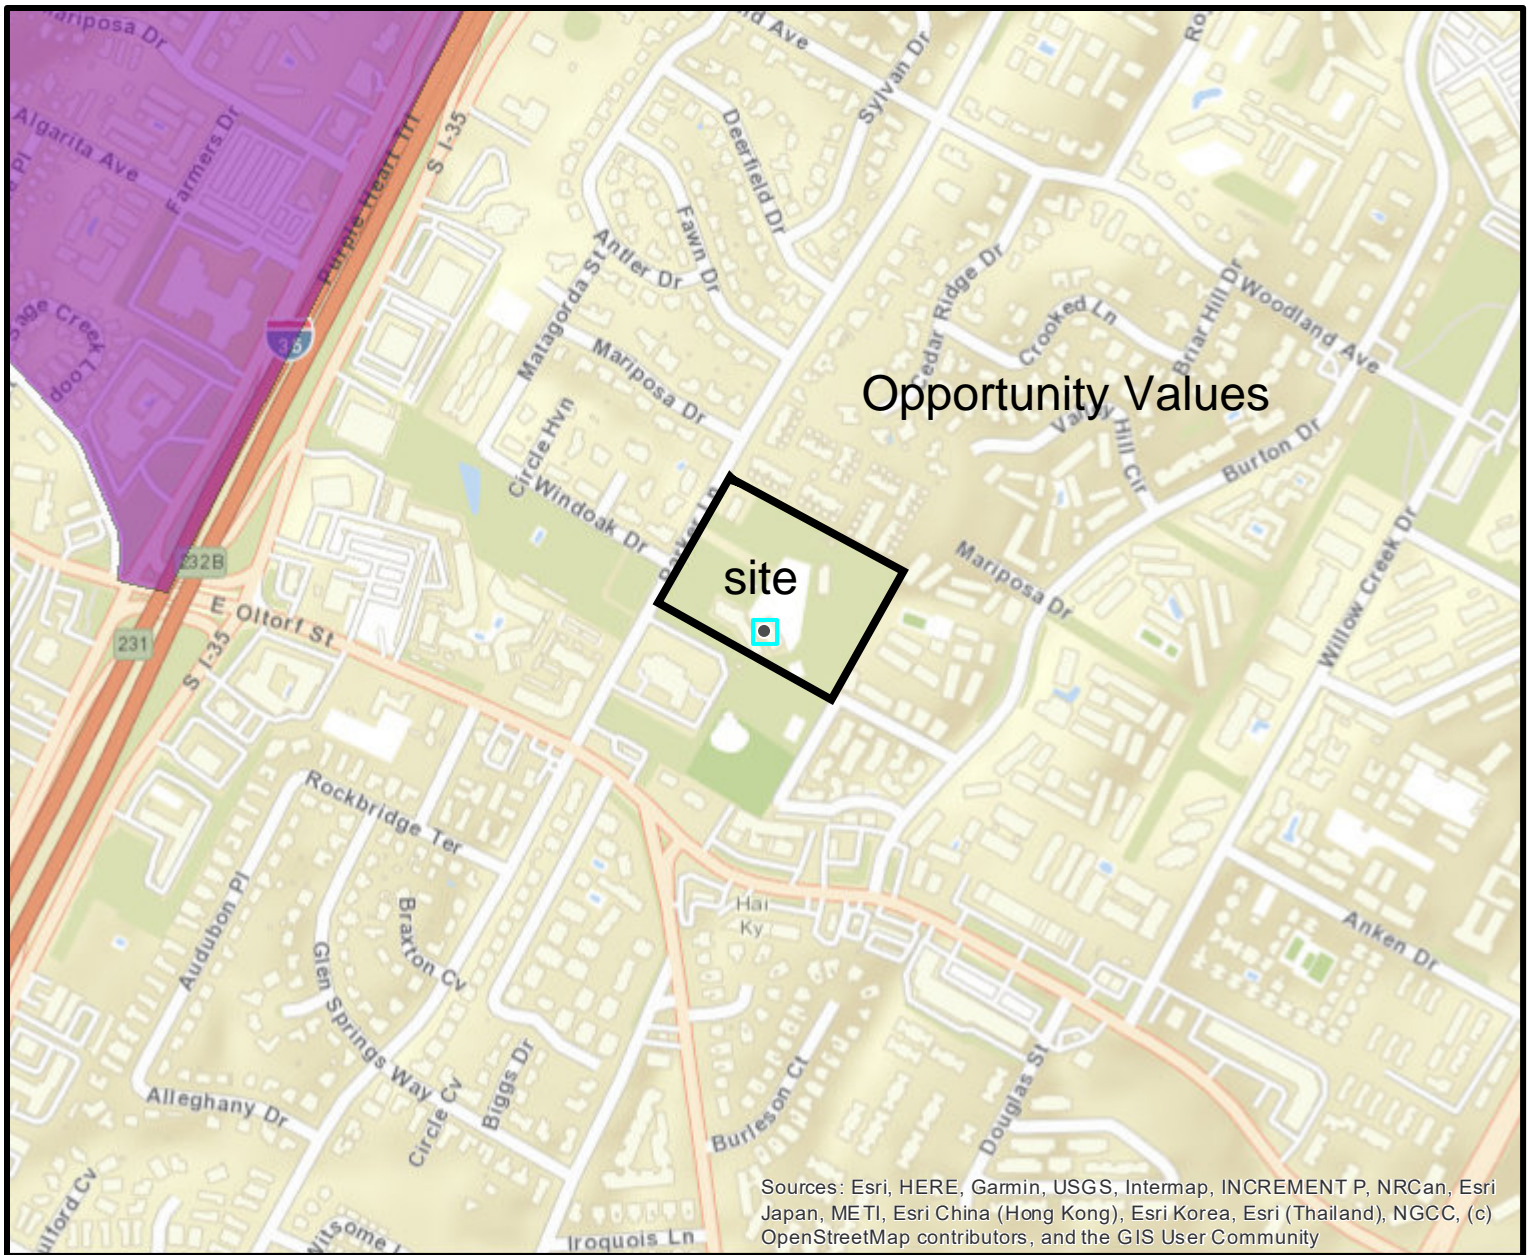 Mariposa Dr
Algarita Ave
Farmers Dr
Purple Heart Trl
S I-35
Sage Creek
Loop
35
232B
231
E Oltorf St
S I-35
Sylvan Dr
Deerfield Dr
Fawn Dr
Antler Dr
Matagorda St
Mariposa Dr
Circle Hvn
Windoak Dr
Parker Ln
Cedar Ridge Dr
Crooked Ln
Briar Hill Dr
Woodland Ave
Opportunity Values
Valley Hill Cir
Burton Dr
Mariposa Dr
Willow Creek Dr
site
Rockbridge Ter
Audubon Pl
Braxton Cv
Glen Springs Way
Alleghany Dr
Circle Cv
Biggs Dr
Hai
Ky
Burleson Ct
Douglas St
Anken Dr
Iroquois Ln
Sources: Esri, HERE, Garmin, USGS, Intermap, INCREMENT P, NRCan, Esri
Japan, METI, Esri China (Hong Kong), Esri Korea, Esri (Thailand), NGCC, (c)
OpenStreetMap contributors, and the GIS User Community